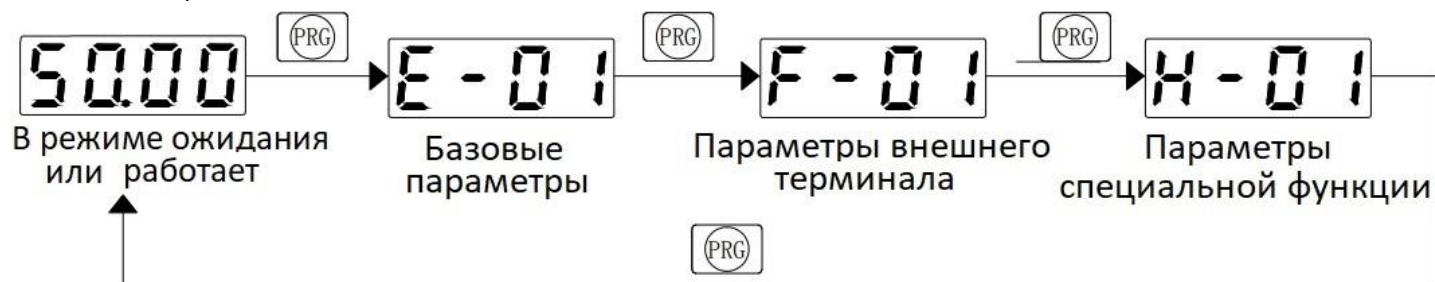 PRG PRG PRG
50.00 E-01 F-01 H-01
В режиме ожидания
или работает
Базовые
параметры
Параметры внешнего
терминала
Параметры
специальной функции
PRG